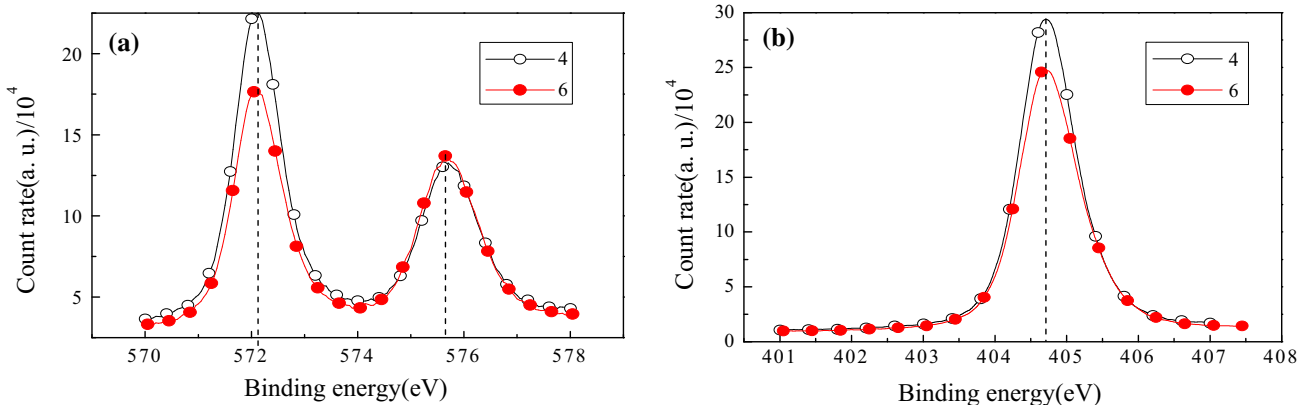 (a)
4
6
20
15
10
5
570 572 574 576 578
Count rate(a. u.)/10^4
Binding energy(eV)
(b)
4
6
30
25
20
15
10
5
0
401 402 403 404 405 406 407 408
Count rate(a. u.)/10^4
Binding energy(eV)